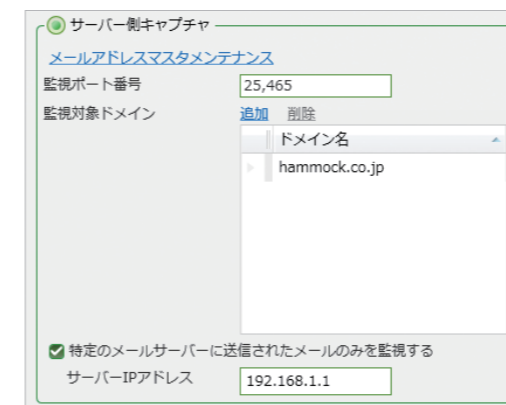 サーバー側キャプチャ
メールアドレスマスタメンテナンス
監視ポート番号 25,465
監視対象ドメイン 追加 削除
ドメイン名
hammock.co.jp
特定のメールサーバーに送信されたメールのみを監視する
サーバーIPアドレス 192.168.1.1